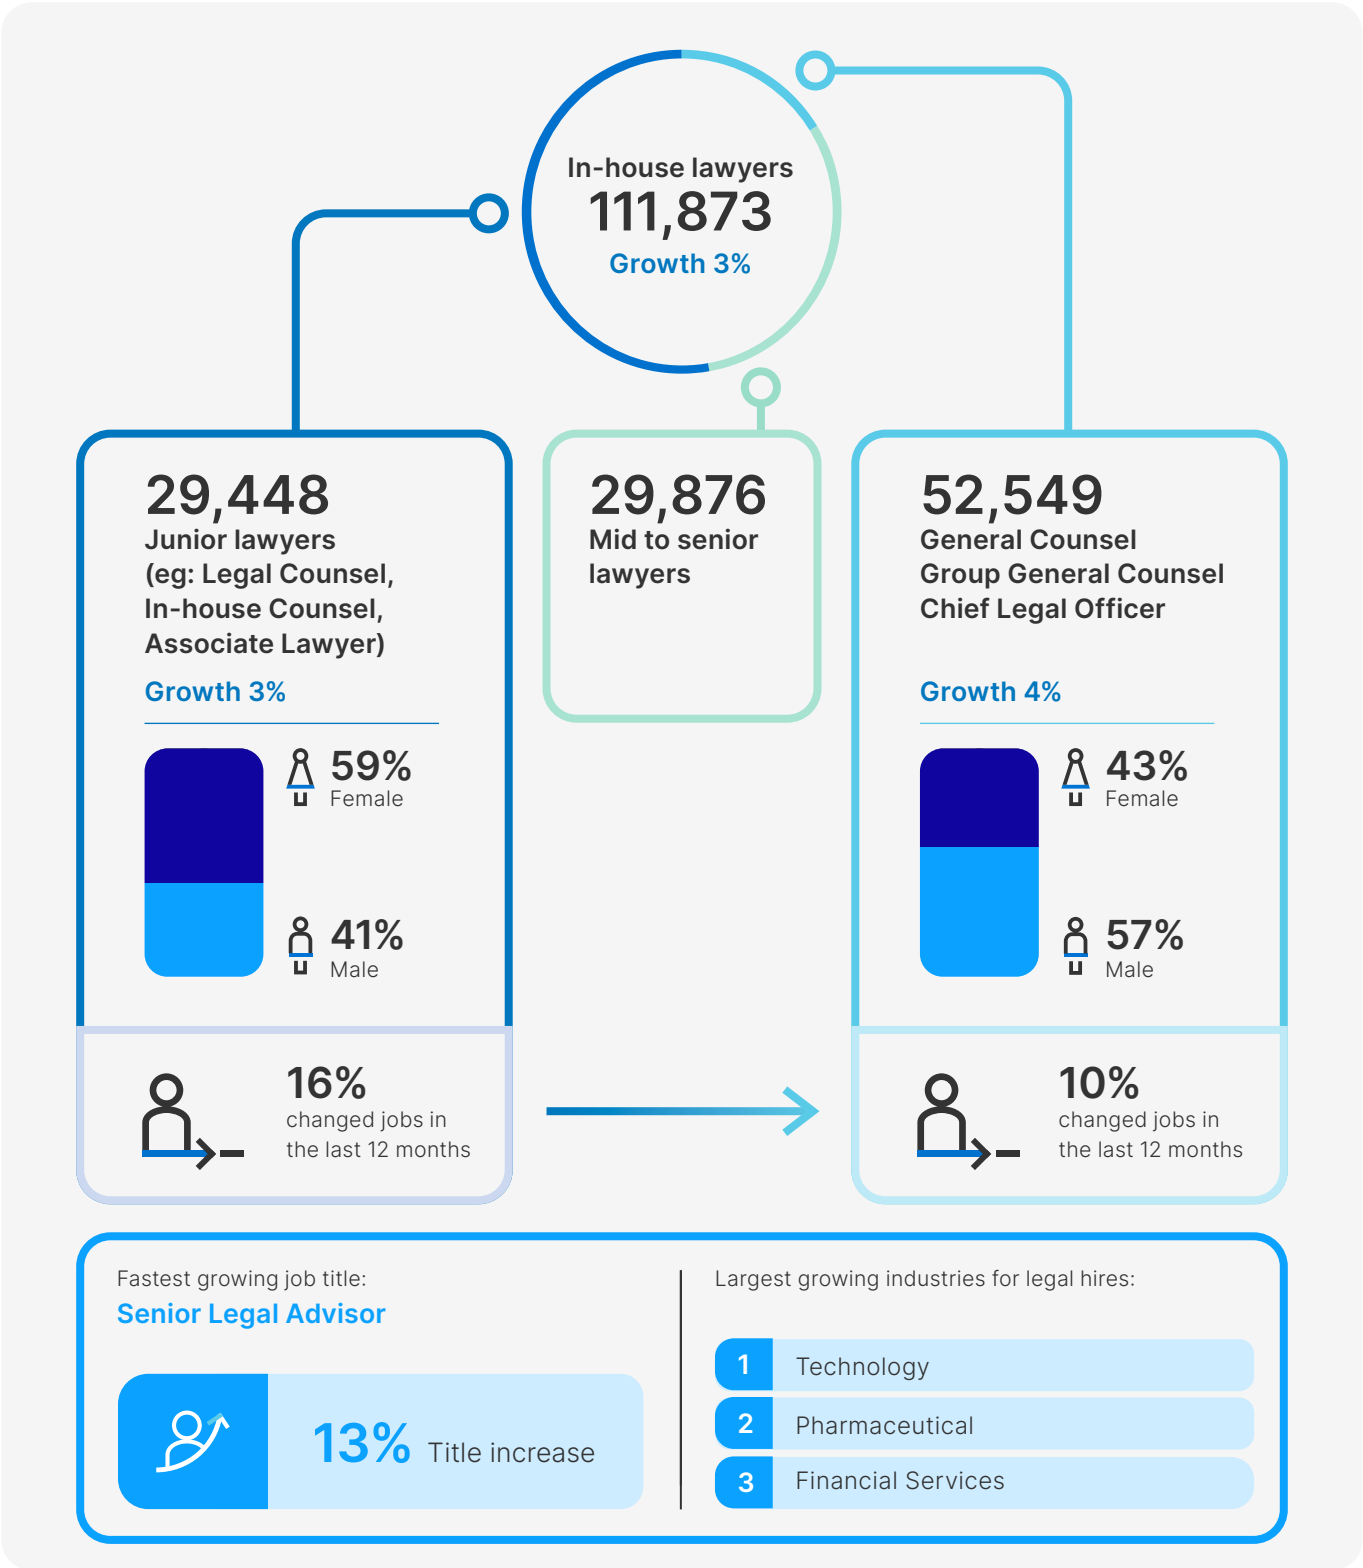 In-house lawyers
111,873
Growth 3%
29,448
Junior lawyers
(eg: Legal Counsel,
In-house Counsel,
Associate Lawyer)
Growth 3%
59%
Female
41%
Male
16%
changed jobs in
the last 12 months
29,876
Mid to senior
lawyers
52,549
General Counsel
Group General Counsel
Chief Legal Officer
Growth 4%
43%
Female
57%
Male
10%
changed jobs in
the last 12 months
Fastest growing job title:
Senior Legal Advisor
13% Title increase
Largest growing industries for legal hires:
1 Technology
2 Pharmaceutical
3 Financial Services